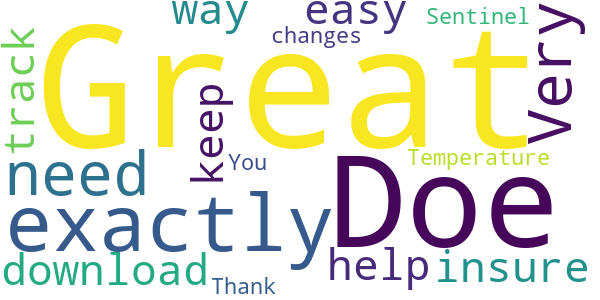 way
easy
Sentinel
changes
Great
track
Very
keep
You
Temperature
need
Doe
exactly
help
insure
download
Thank